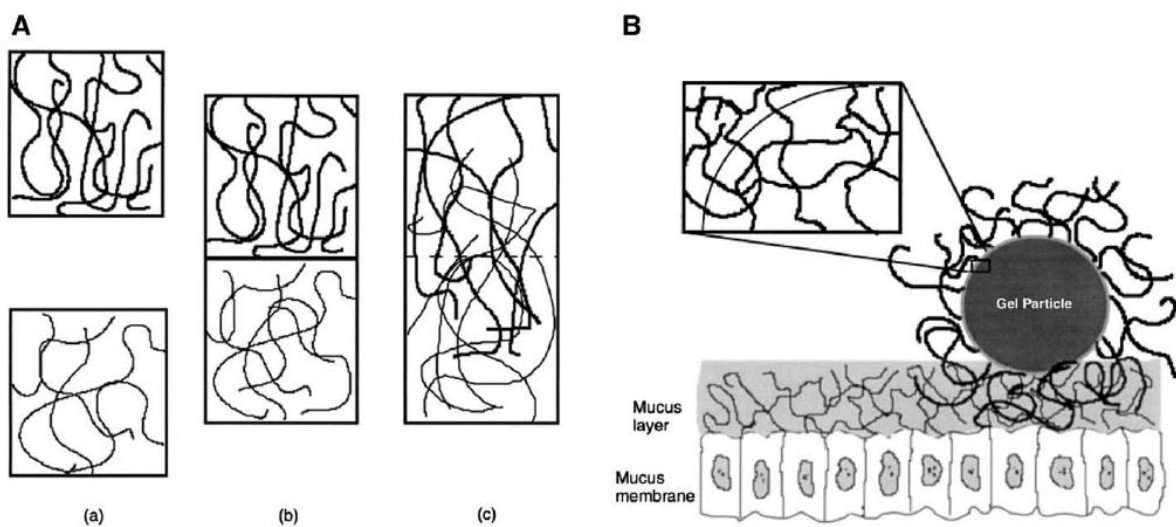 A
B
Gel Particle
Mucus
layer
Mucus
membrane
(a)
(b)
(c)